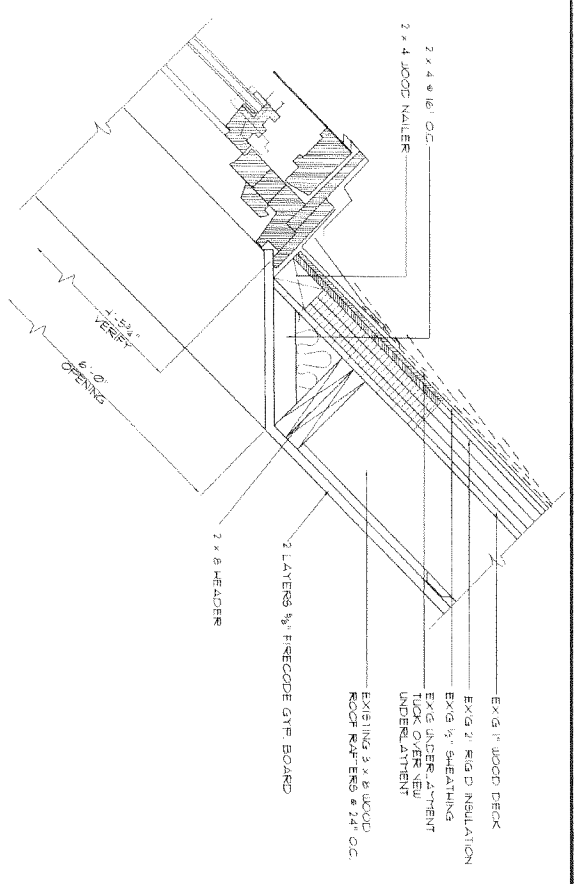 2 x 4 @ 16" O.C.
2 x 4 WOOD NAILER
EX'G 1" WOOD DECK
EX'G 2" RIGID INSULATION
EX'G ½" SHEATHING
EX'G UNDERLAYMENT
TUCK OVER NEW
UNDERLAYMENT
EXISTING 3 x 8 WOOD
ROOF RAFTERS @ 24" O.C.
2 LAYERS ⅝" FIRECODE GYP. BOARD
2 x 8 HEADER
VERIFY
6'-0"
OPENING